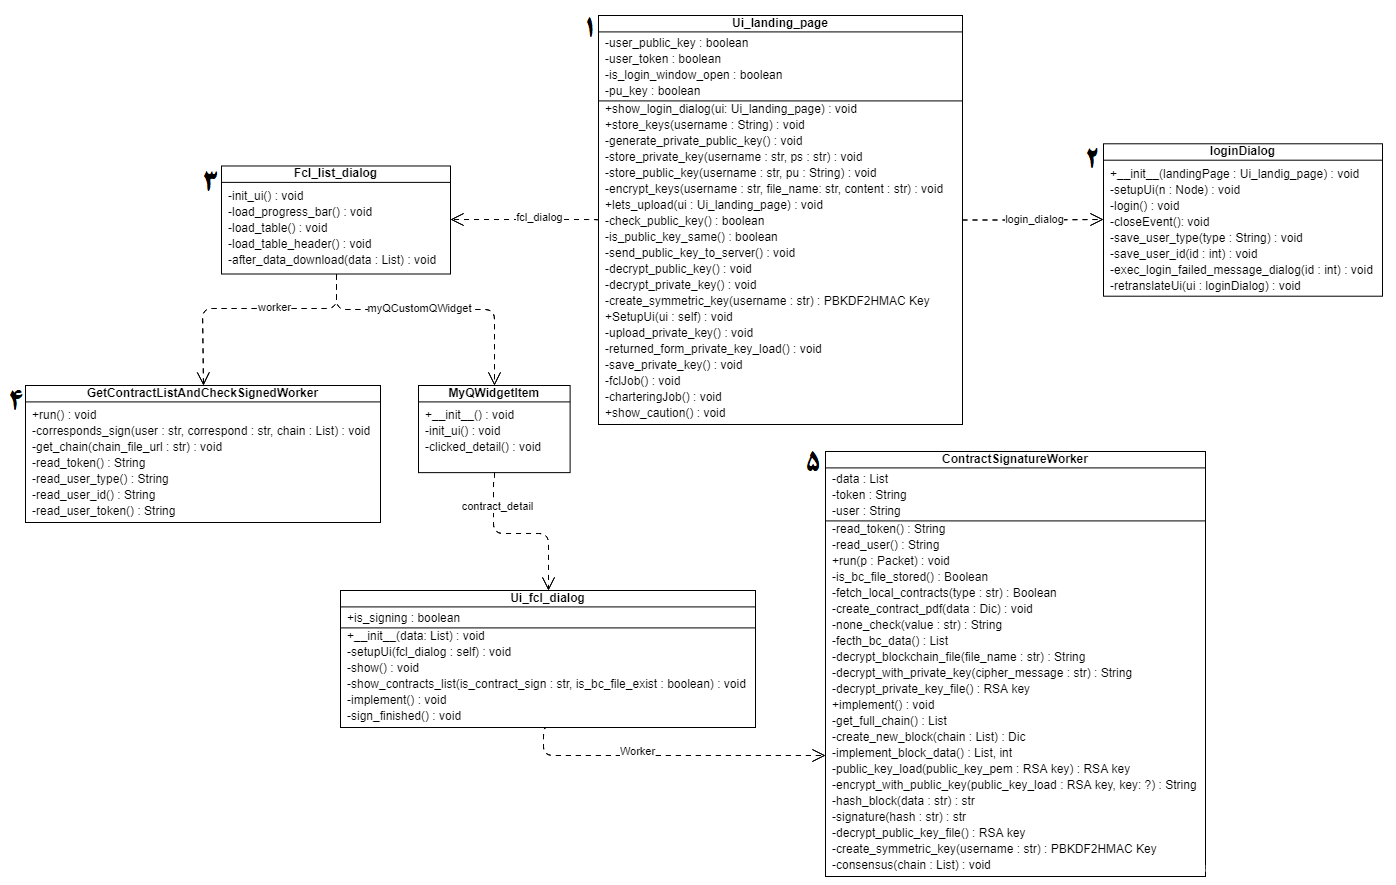 ۱
Ui_landing_page
-user_public_key : boolean
-user_token : boolean
-is_login_window_open : boolean
-pu_key : boolean
+show_login_dialog(ui: Ui_landing_page) : void
+store_keys(username : String) : void
-generate_private_public_key() : void
-store_private_key(username : str, ps : str) : void
-store_public_key(username : str, pu : String) : void
-encrypt_keys(username : str, file_name: str, content : str) : void
+lets_upload(ui : Ui_landing_page) : void
-check_public_key() : boolean
-is_public_key_same() : boolean
-send_public_key_to_server() : void
-decrypt_public_key() : void
-decrypt_private_key() : void
-create_symmetric_key(username : str) : PBKDF2HMAC Key
+SetupUi(ui : self) : void
-upload_private_key() : void
-returned_form_private_key_load() : void
-save_private_key() : void
-fclJob() : void
-charteringJob() : void
+show_caution() : void
login_dialog
۲
loginDialog
+__init__(landingPage : Ui_landig_page) : void
-setupUi(n : Node) : void
-login() : void
-closeEvent() : void
-save_user_type(type : String) : void
-save_user_id(id : int) : void
-exec_login_failed_message_dialog(id : int) : void
-retranslateUi(ui : loginDialog) : void
fcl_dialog
۳
Fcl_list_dialog
-init_ui() : void
-load_progress_bar() : void
-load_table() : void
-load_table_header() : void
-after_data_download(data : List) : void
worker
myQCustomQWidget
۴
GetContractListAndCheckSignedWorker
+run() : void
-corresponds_sign(user : str, correspond : str, chain : List) : void
-get_chain(chain_file_url : str) : void
-read_token() : String
-read_user_type() : String
-read_user_id() : String
-read_user_token() : String
MyQWidgetItem
+__init__() : void
-init_ui() : void
-clicked_detail() : void
contract_detail
Ui_fcl_dialog
+is_signing : boolean
+__init__(data: List) : void
-setupUi(fcl_dialog : self) : void
-show() : void
-show_contracts_list(is_contract_sign : str, is_bc_file_exist : boolean) : void
-implement() : void
-sign_finished() : void
Worker
۵
ContractSignatureWorker
-data : List
-token : String
-user : String
-read_token() : String
-read_user() : String
+run(p : Packet) : void
-is_bc_file_stored() : Boolean
-fetch_local_contracts(type : str) : Boolean
-create_contract_pdf(data : Dic) : void
-none_check(value : str) : String
-fecth_bc_data() : List
-decrypt_blockchain_file(file_name : str) : String
-decrypt_with_private_key(cipher_message : str) : String
-decrypt_private_key_file() : RSA key
+implement() : void
-get_full_chain() : List
-create_new_block(chain : List) : Dic
-implement_block_data() : List, int
-public_key_load(public_key_pem : RSA key) : RSA key
-encrypt_with_public_key(public_key_load : RSA key, key: ?) : String
-hash_block(data : str) : str
-signature(hash : str) : str
-decrypt_public_key_file() : RSA key
-create_symmetric_key(username : str) : PBKDF2HMAC Key
-consensus(chain : List) : void